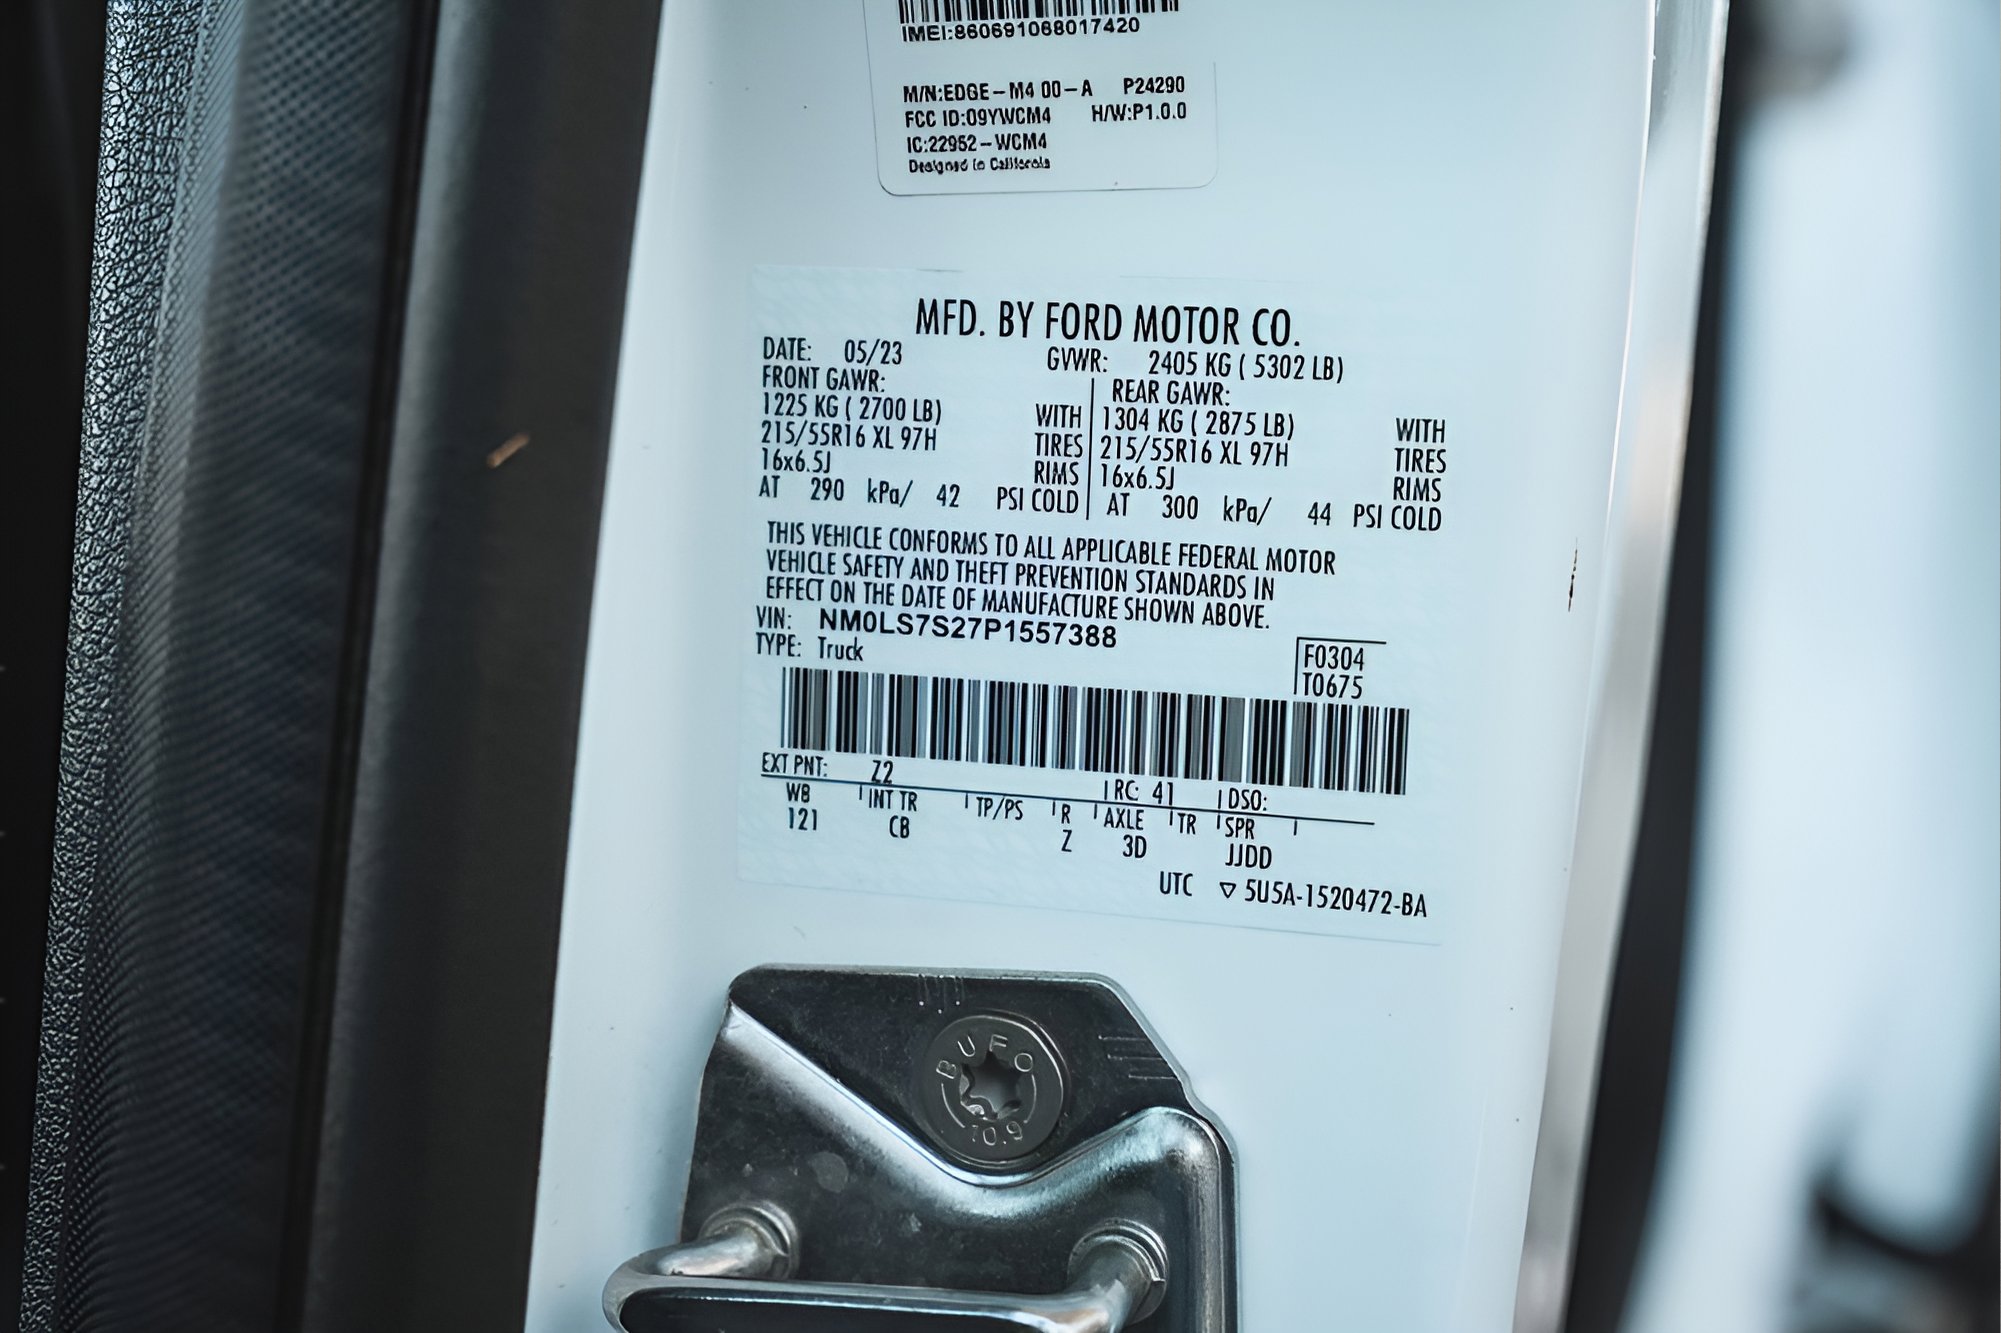 IMEI:860691068017420
M/N:EDGE-M4 00-A P24290
FCC ID:09YWCM4 H/W:P1.0.0
IC:22952-WCM4
Designed in California
MFD. BY FORD MOTOR CO.
DATE: 05/23 GVWR: 2405 KG ( 5302 LB)
FRONT GAWR: REAR GAWR:
1225 KG ( 2700 LB) WITH 1304 KG ( 2875 LB) WITH
215/55R16 XL 97H TIRES 215/55R16 XL 97H TIRES
16x6.5J RIMS 16x6.5J RIMS
AT 290 kPa/ 42 PSI COLD AT 300 kPa/ 44 PSI COLD
THIS VEHICLE CONFORMS TO ALL APPLICABLE FEDERAL MOTOR
VEHICLE SAFETY AND THEFT PREVENTION STANDARDS IN
EFFECT ON THE DATE OF MANUFACTURE SHOWN ABOVE.
VIN: NM0LS7S27P1557388
TYPE: Truck
F0304
T0675
EXT PNT: Z2 RC: 41 DSO:
WB INT TR TP/PS R AXLE TR SPR
121 CB Z 3D JJDD
UTC ▽ 5U5A-1520472-BA
BUFO
10.9